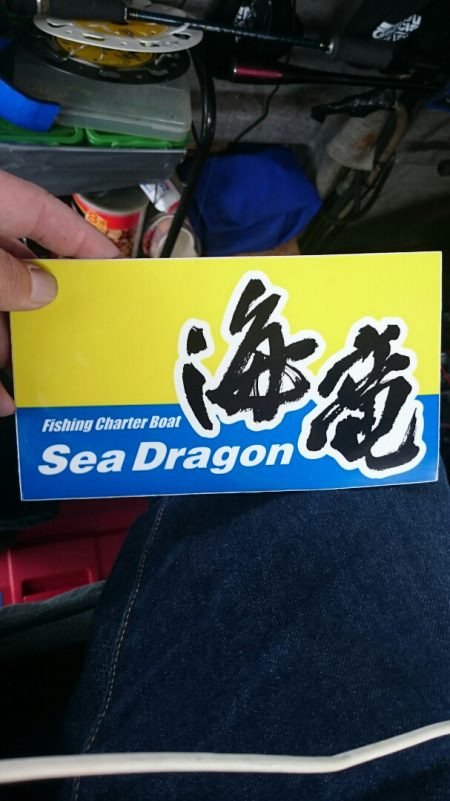 海竜
Fishing Charter Boat
Sea Dragon